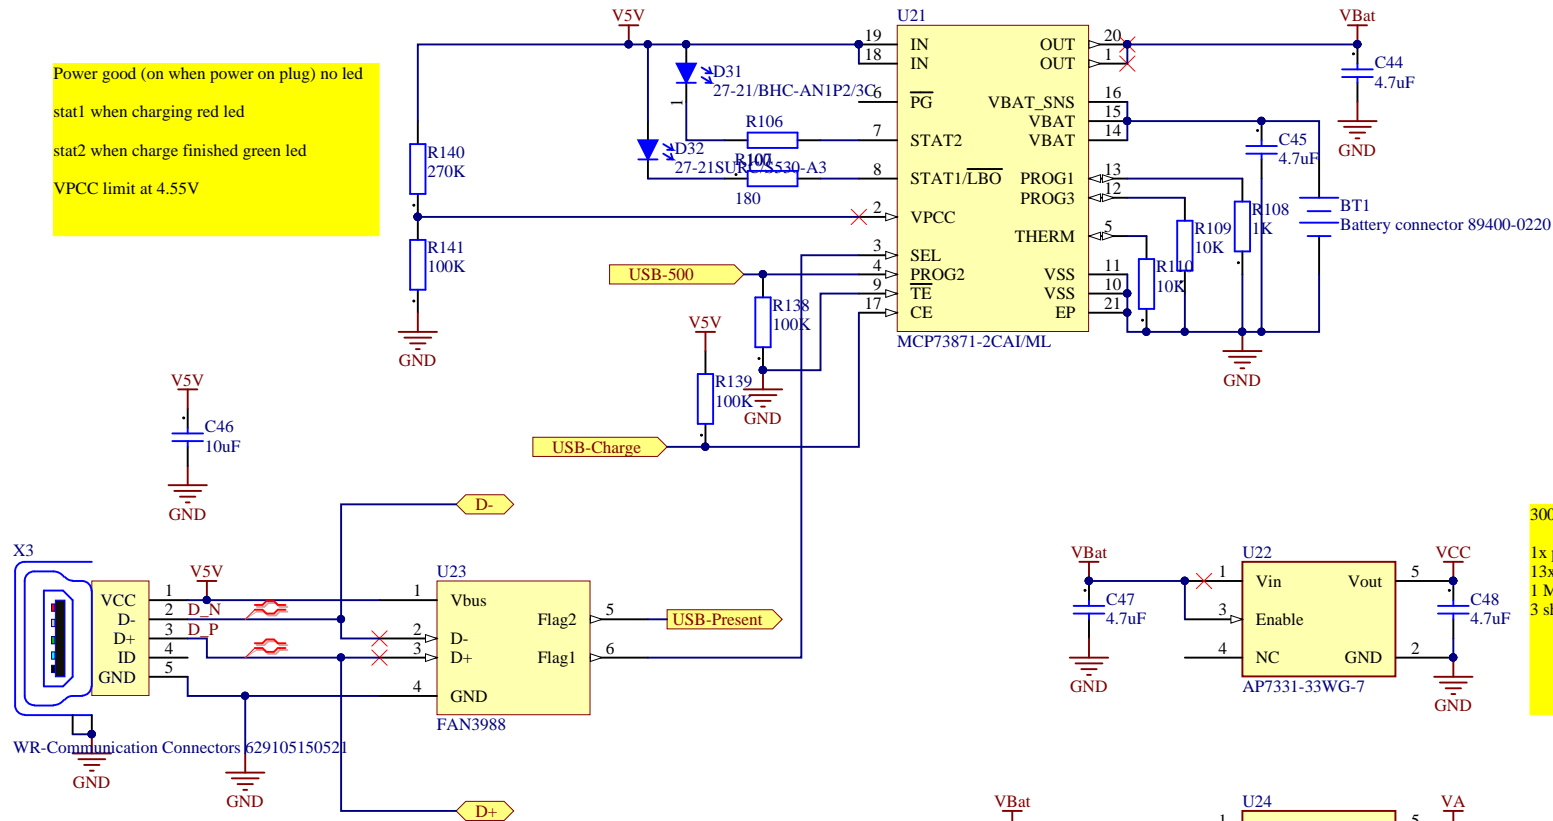 Power good (on when power on plug) no led
stat1 when charging red led
stat2 when charge finished green led
VPCC limit at 4.55V
V5V
R140
270K
R141
100K
GND
D31
27-21/BHC-AN1P2/3C
1
D32
27-21SURC/S530-A3
R106
R107
180
U21
19 IN
18 IN
6 PG
7 STAT2
8 STAT1/LBO
2 VPCC
3 SEL
4 PROG2
9 TE
17 CE
OUT 20
OUT 1
VBAT_SNS 16
VBAT 15
VBAT 14
PROG1 13
PROG3 12
THERM 5
VSS 11
VSS 10
EP 21
MCP73871-2CAI/ML
VBat
C44
4.7uF
GND
C45
4.7uF
BT1
Battery connector 89400-0220
R108
1K
R109
10K
R110
10K
GND
USB-500
R138
100K
GND
V5V
R139
100K
USB-Charge
V5V
C46
10uF
GND
D-
X3
VCC 1
D- 2
D+ 3
ID 4
GND 5
V5V
D_N
D_P
WR-Communication Connectors 629105150521
GND
GND
U23
1 Vbus
2 D-
3 D+
4 GND
Flag2 5
Flag1 6
FAN3988
USB-Present
D+
VBat
C47
4.7uF
GND
U22
1 Vin
3 Enable
4 NC
Vout 5
GND 2
AP7331-33WG-7
VCC
C48
4.7uF
GND
300
1x
13x
1 M
3
VBat
U24
1
5
VA